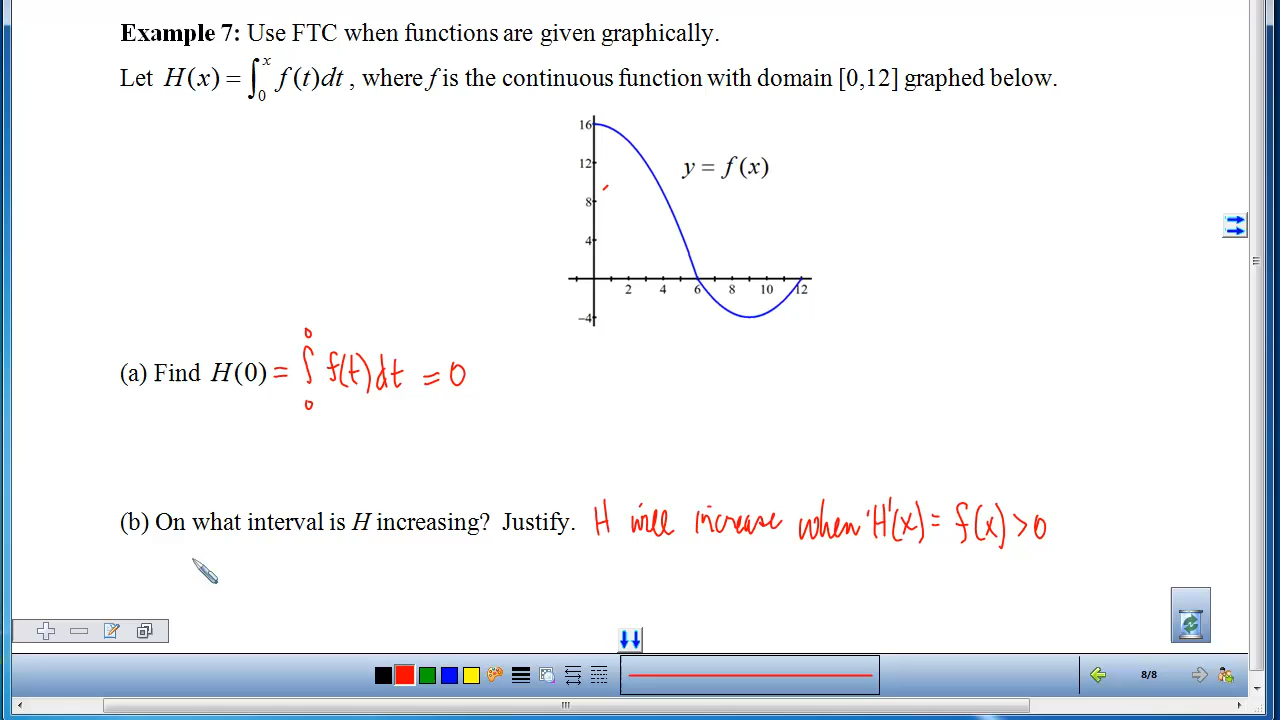 Example 7: Use FTC when functions are given graphically.
Let H(x) = ∫₀ˣ f(t)dt, where f is the continuous function with domain [0,12] graphed below.
16
12
y = f(x)
8
4
2 4 6 8 10 12
−4
(a) Find H(0) = ∫₀⁰ f(t)dt = 0
(b) On what interval is H increasing? Justify. H will increase when H'(x) = f(x) > 0
8/8